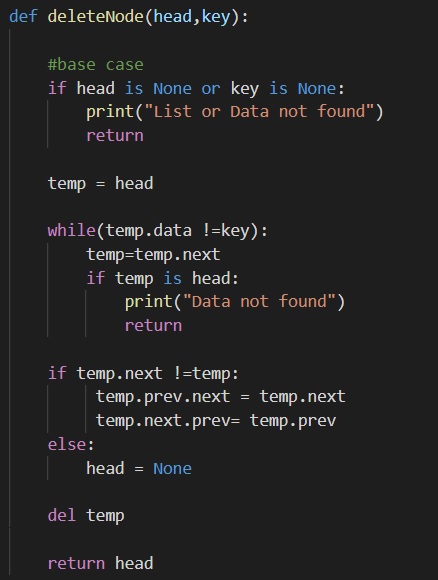 def deleteNode(head,key):
#base case
if head is None or key is None:
print("List or Data not found")
return
temp = head
while(temp.data !=key):
temp=temp.next
if temp is head:
print("Data not found")
return
if temp.next !=temp:
temp.prev.next = temp.next
temp.next.prev= temp.prev
else:
head = None
del temp
return head